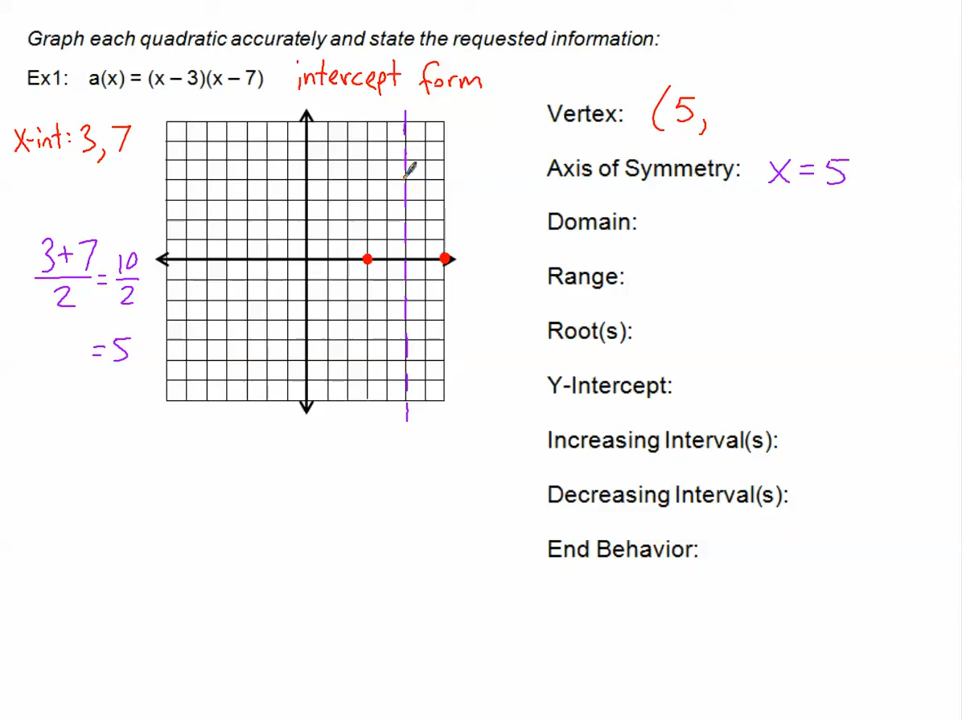 Graph each quadratic accurately and state the requested information:
Ex1: a(x) = (x – 3)(x – 7) intercept form
x-int: 3, 7
3+7/2 = 10/2
= 5
Vertex: (5,
Axis of Symmetry: x = 5
Domain:
Range:
Root(s):
Y-Intercept:
Increasing Interval(s):
Decreasing Interval(s):
End Behavior: